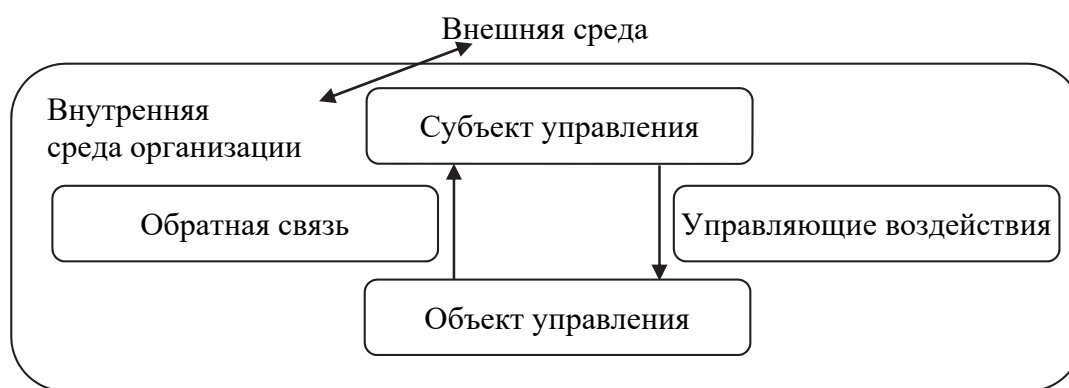 Внешняя среда
Внутренняя
среда организации
Субъект управления
Обратная связь
Управляющие воздействия
Объект управления